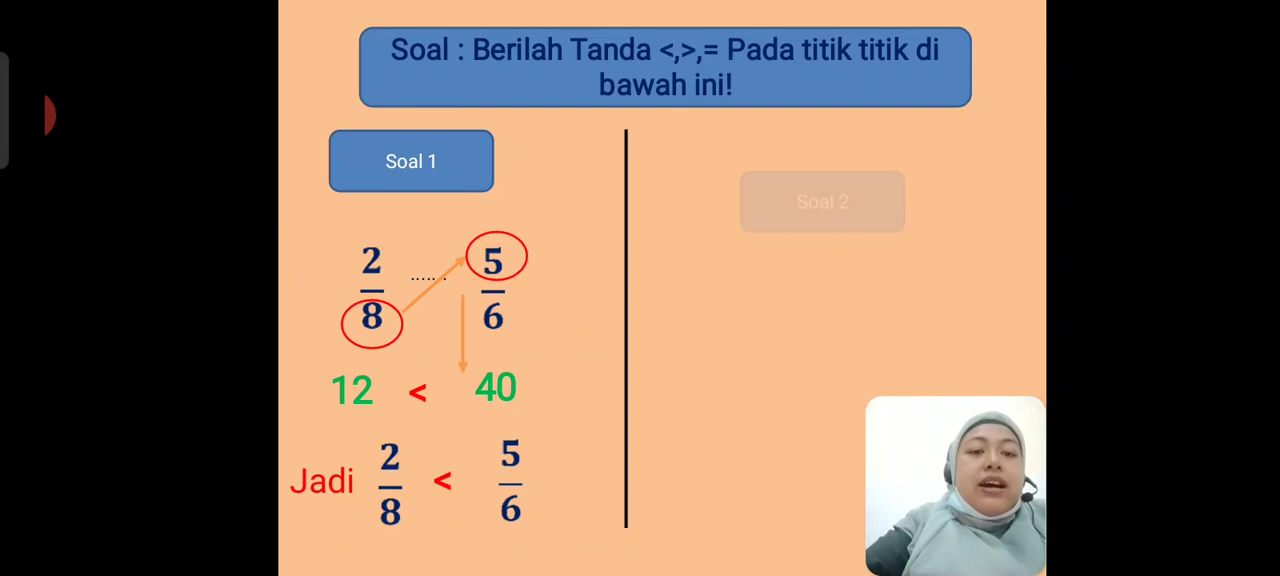 Soal : Berilah Tanda <,>,= Pada titik titik di
bawah ini!
Soal 1
Soal 2
2/8 ...... 5/6
12 < 40
Jadi 2/8 < 5/6